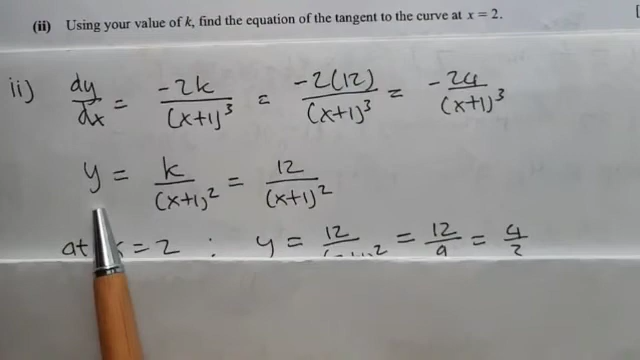 (ii) Using your value of k, find the equation of the tangent to the curve at x = 2.
ii) dy/dx = -2k/(x+1)³ = -2(12)/(x+1)³ = -24/(x+1)³
y = k/(x+1)² = 12/(x+1)²
at = 2 ; y = 12/ ² = 12/9 = 4/3